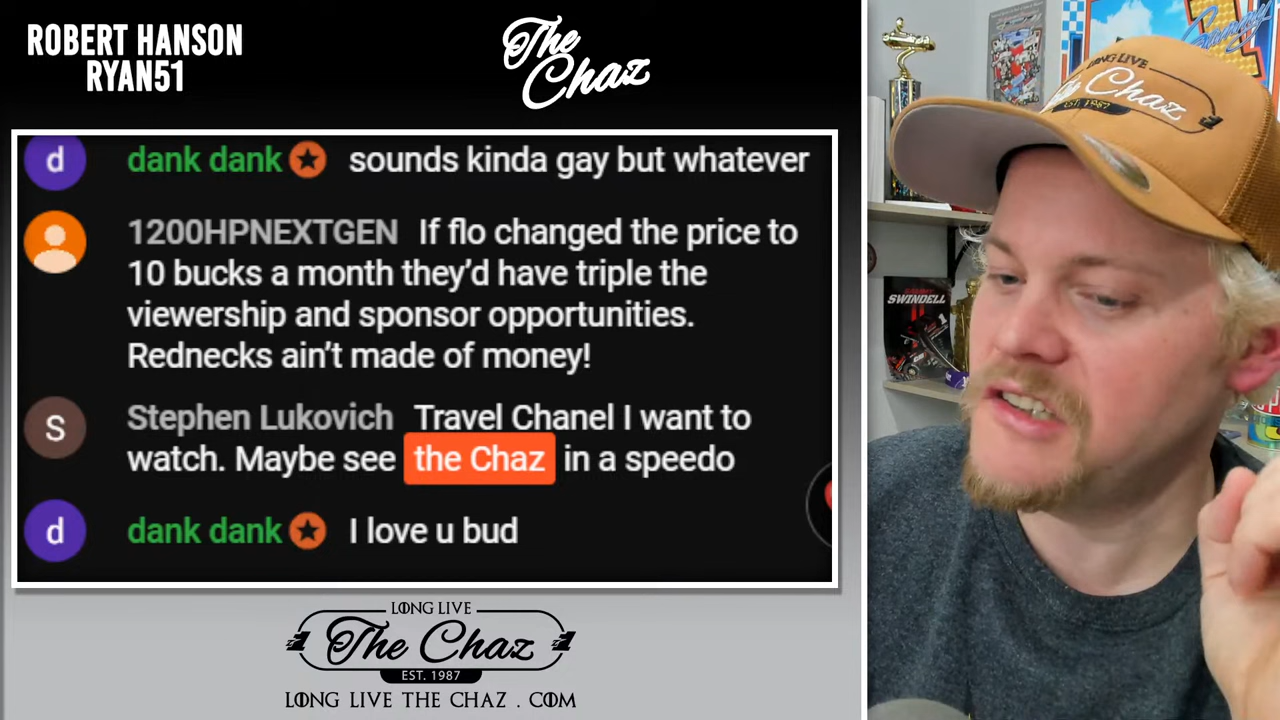 ROBERT HANSON
RYAN51
The
Chaz
d dank dank sounds kinda gay but whatever
1200HPNEXTGEN If flo changed the price to
10 bucks a month they'd have triple the
viewership and sponsor opportunities.
Rednecks ain't made of money!
S Stephen Lukovich Travel Chanel I want to
watch. Maybe see the Chaz in a speedo
d dank dank I love u bud
LONG LIVE
The Chaz
EST. 1987
LONG LIVE THE CHAZ . COM
LONG LIVE
The Chaz
EST. 1987
SWINDELL
1